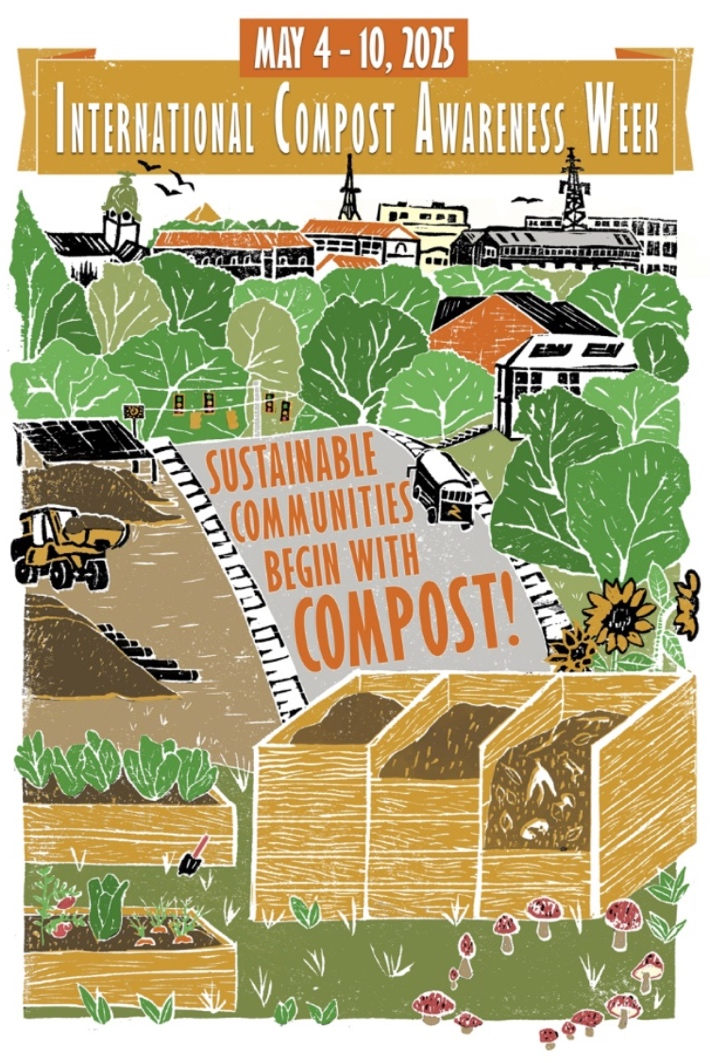 MAY 4 - 10, 2025
INTERNATIONAL COMPOST AWARENESS WEEK
SUSTAINABLE
COMMUNITIES
BEGIN WITH
COMPOST!